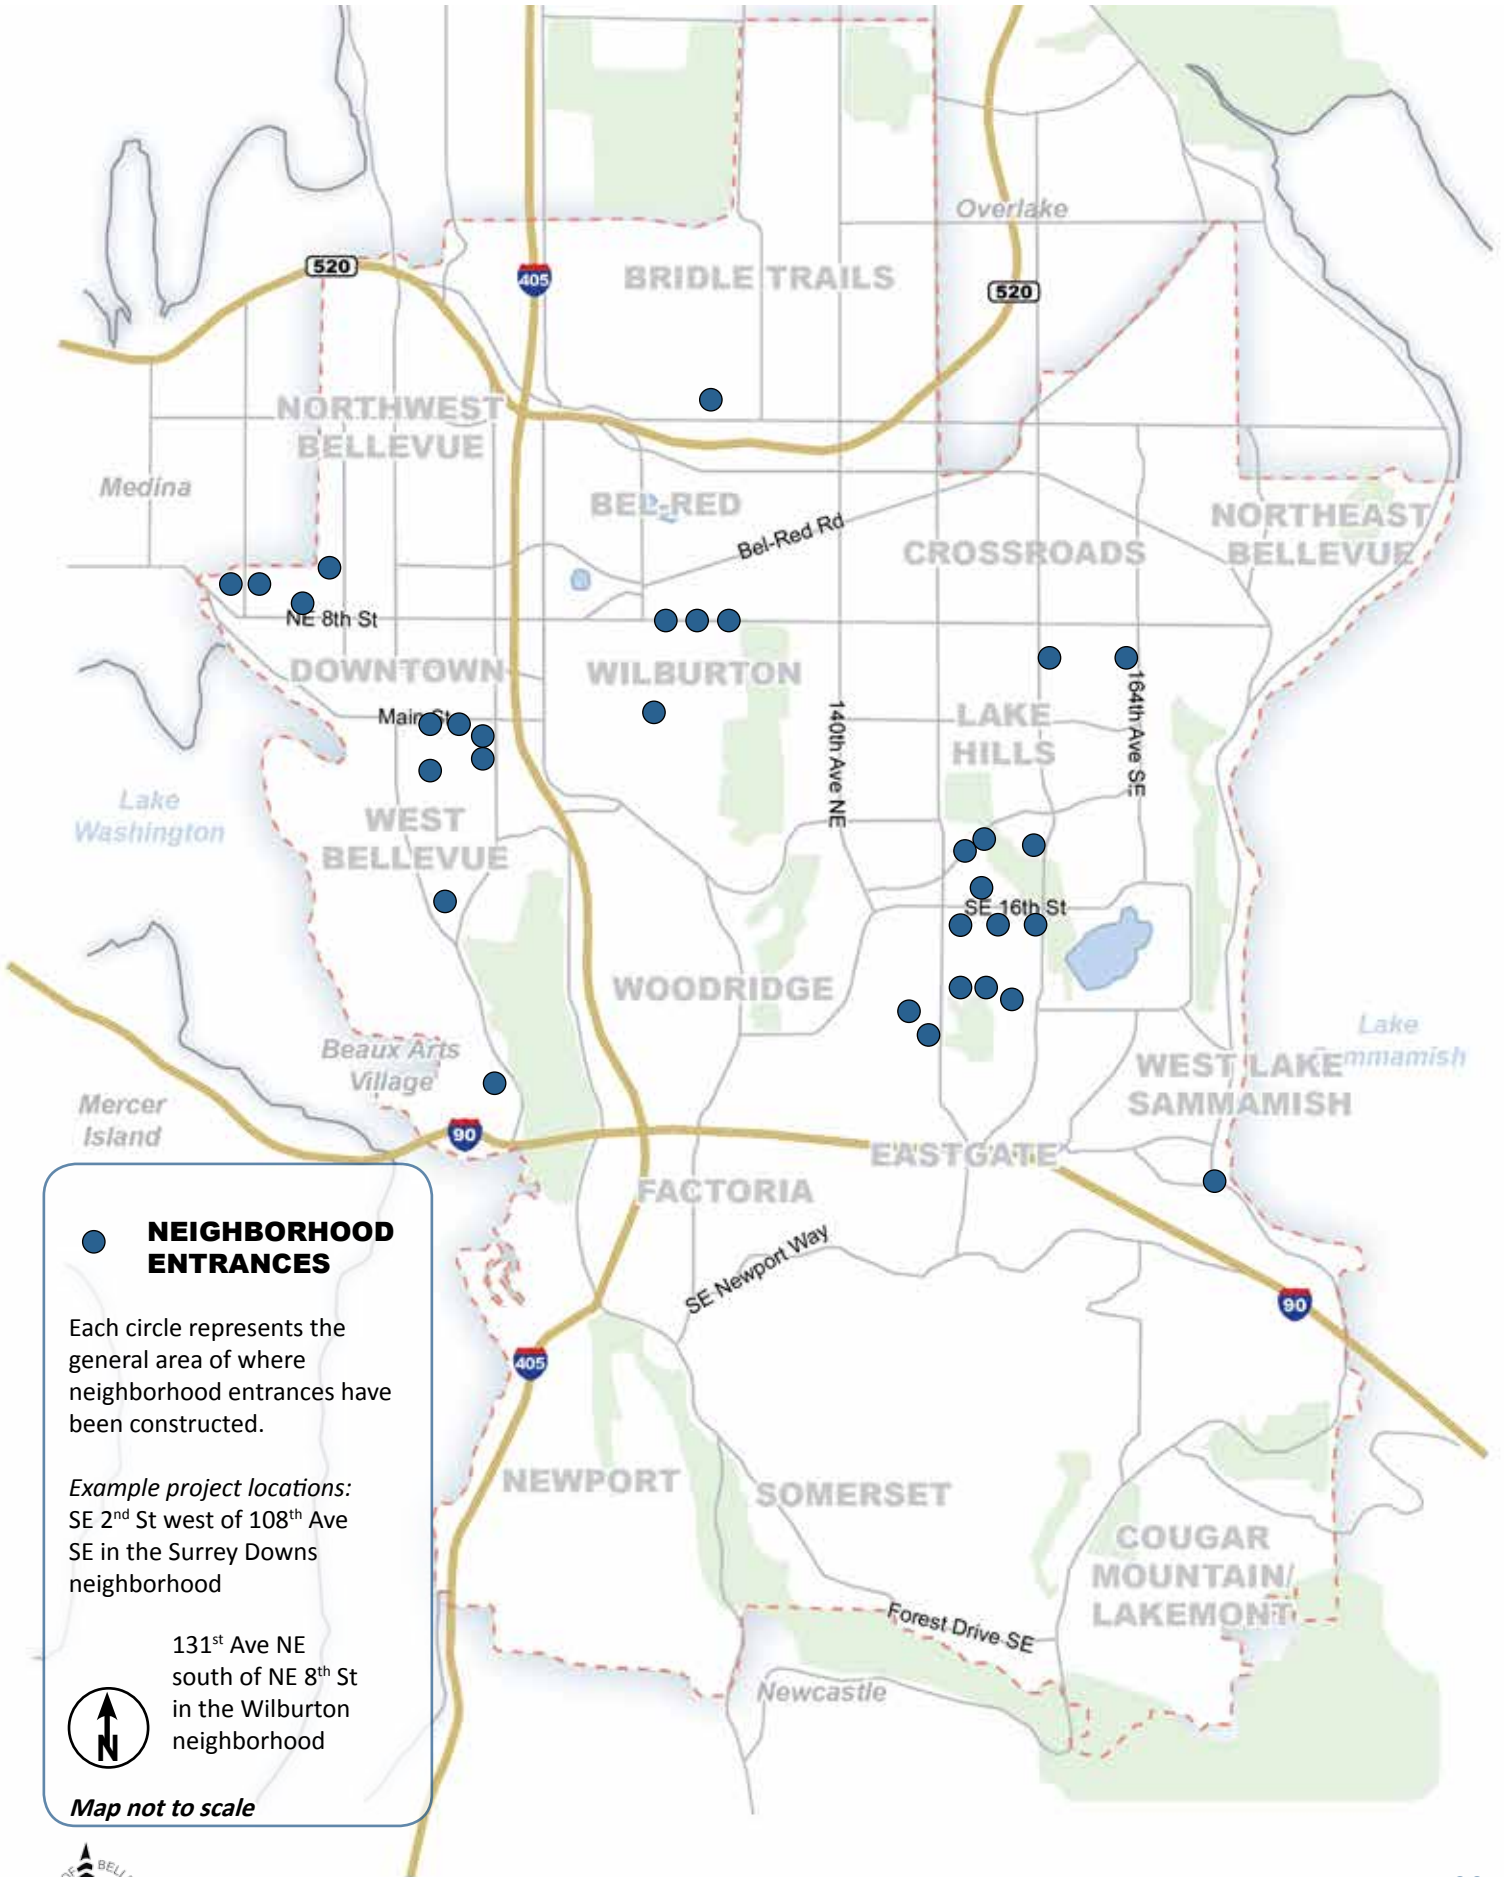 Overlake
520
405
BRIDLE TRAILS
520
NORTHWEST
BELLEVUE
Medina
BEL-RED
Bel-Red Rd
NORTHEAST
BELLEVUE
CROSSROADS
NE 8th St
DOWNTOWN
WILBURTON
164th Ave SE
Main St
140th Ave NE
LAKE
HILLS
Lake
Washington
WEST
BELLEVUE
SE 16th St
WOODRIDGE
Beaux Arts
Village
Lake
WEST LAKE
SAMMAMISH
Mercer
Island
90
EASTGATE
FACTORIA
SE Newport Way
90
405
NEWPORT
SOMERSET
COUGAR
MOUNTAIN/
LAKEMONT
Forest Drive SE
Newcastle
NEIGHBORHOOD
ENTRANCES
Each circle represents the
general area of where
neighborhood entrances have
been constructed.
Example project locations:
SE 2nd St west of 108th Ave
SE in the Surrey Downs
neighborhood
131st Ave NE
south of NE 8th St
in the Wilburton
neighborhood
N
Map not to scale